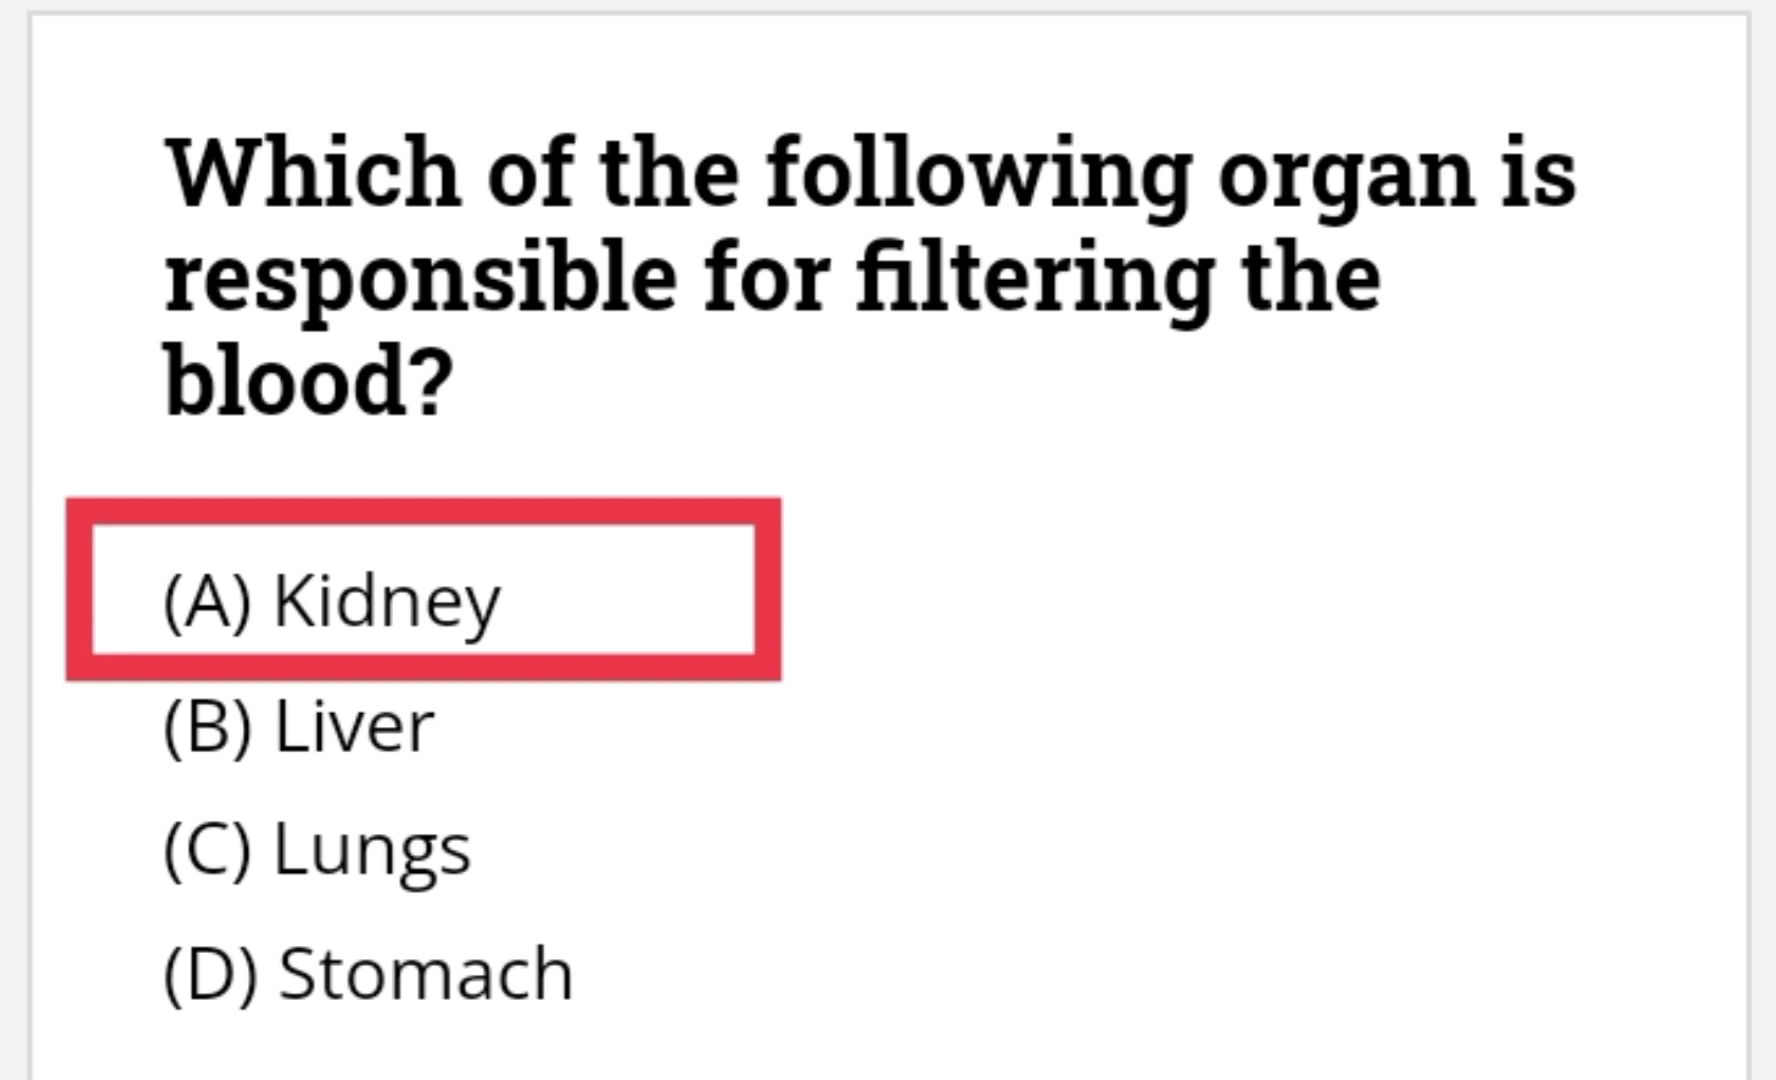 Which of the following organ is
responsible for filtering the
blood?
(A) Kidney
(B) Liver
(C) Lungs
(D) Stomach